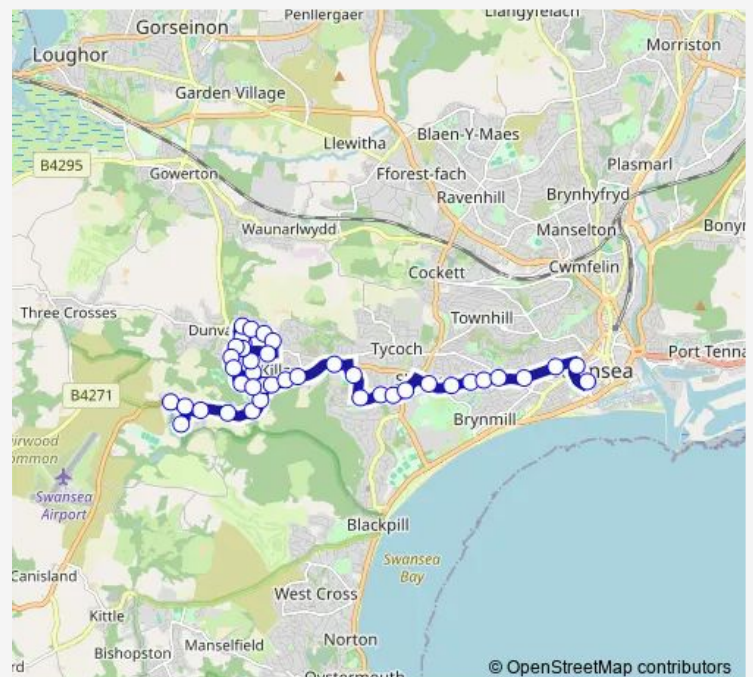 Penllergaer
Llangyfelach
Gorseinon
Loughor
Morriston
Garden Village
Llewitha
Blaen-Y-Maes
B4295
Plasmarl
Gowerton
Fforest-fach
Ravenhill
Brynhyfryd
Waunarlwydd
Manselton
Bonyn
Cockett
Cwmfelin
Three Crosses
Townhill
Dunva
Tycoch
Port Tenna
Killa
nsea
B4271
Brynmill
Swansea
Airport
Blackpill
Swansea
Bay
Canisland
West Cross
Kittle
Norton
Bishopston
Manselfield
© OpenStreetMap contributors